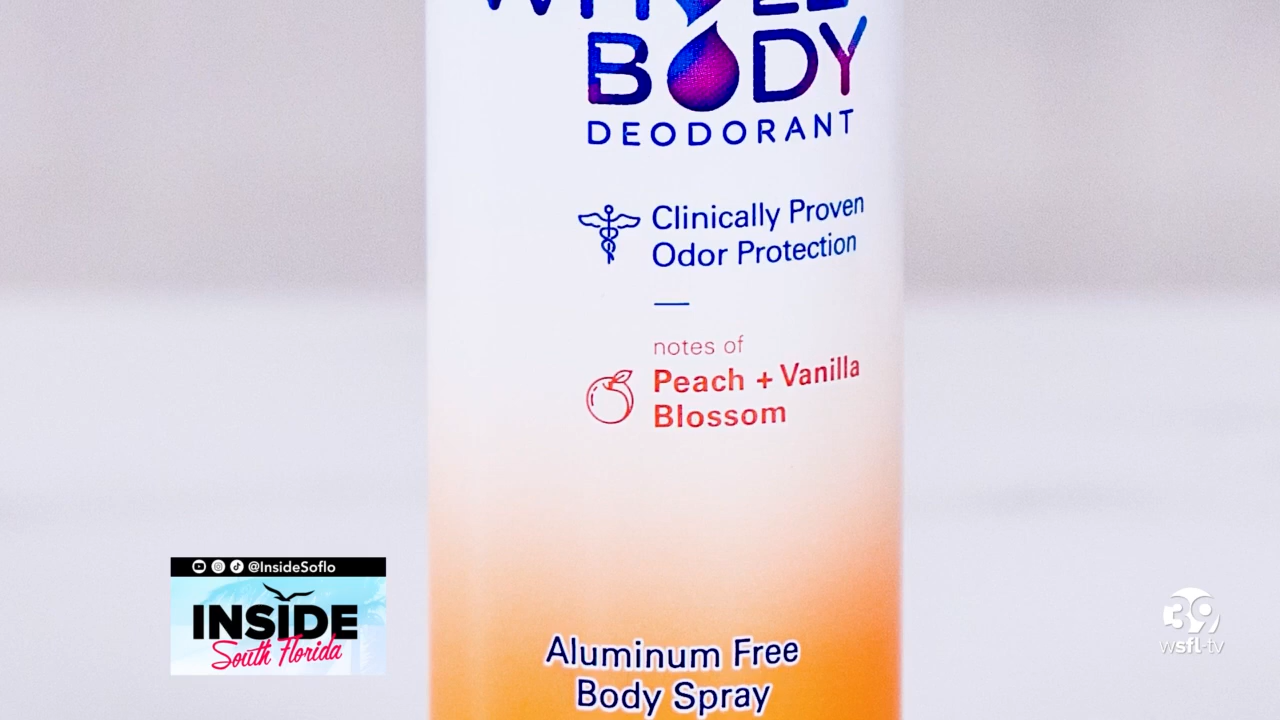 WHOLE
BODY
DEODORANT
Clinically Proven
Odor Protection
notes of
Peach + Vanilla
Blossom
Aluminum Free
Body Spray
@InsideSoflo
INSIDE
South Florida
39
wsfl-tv